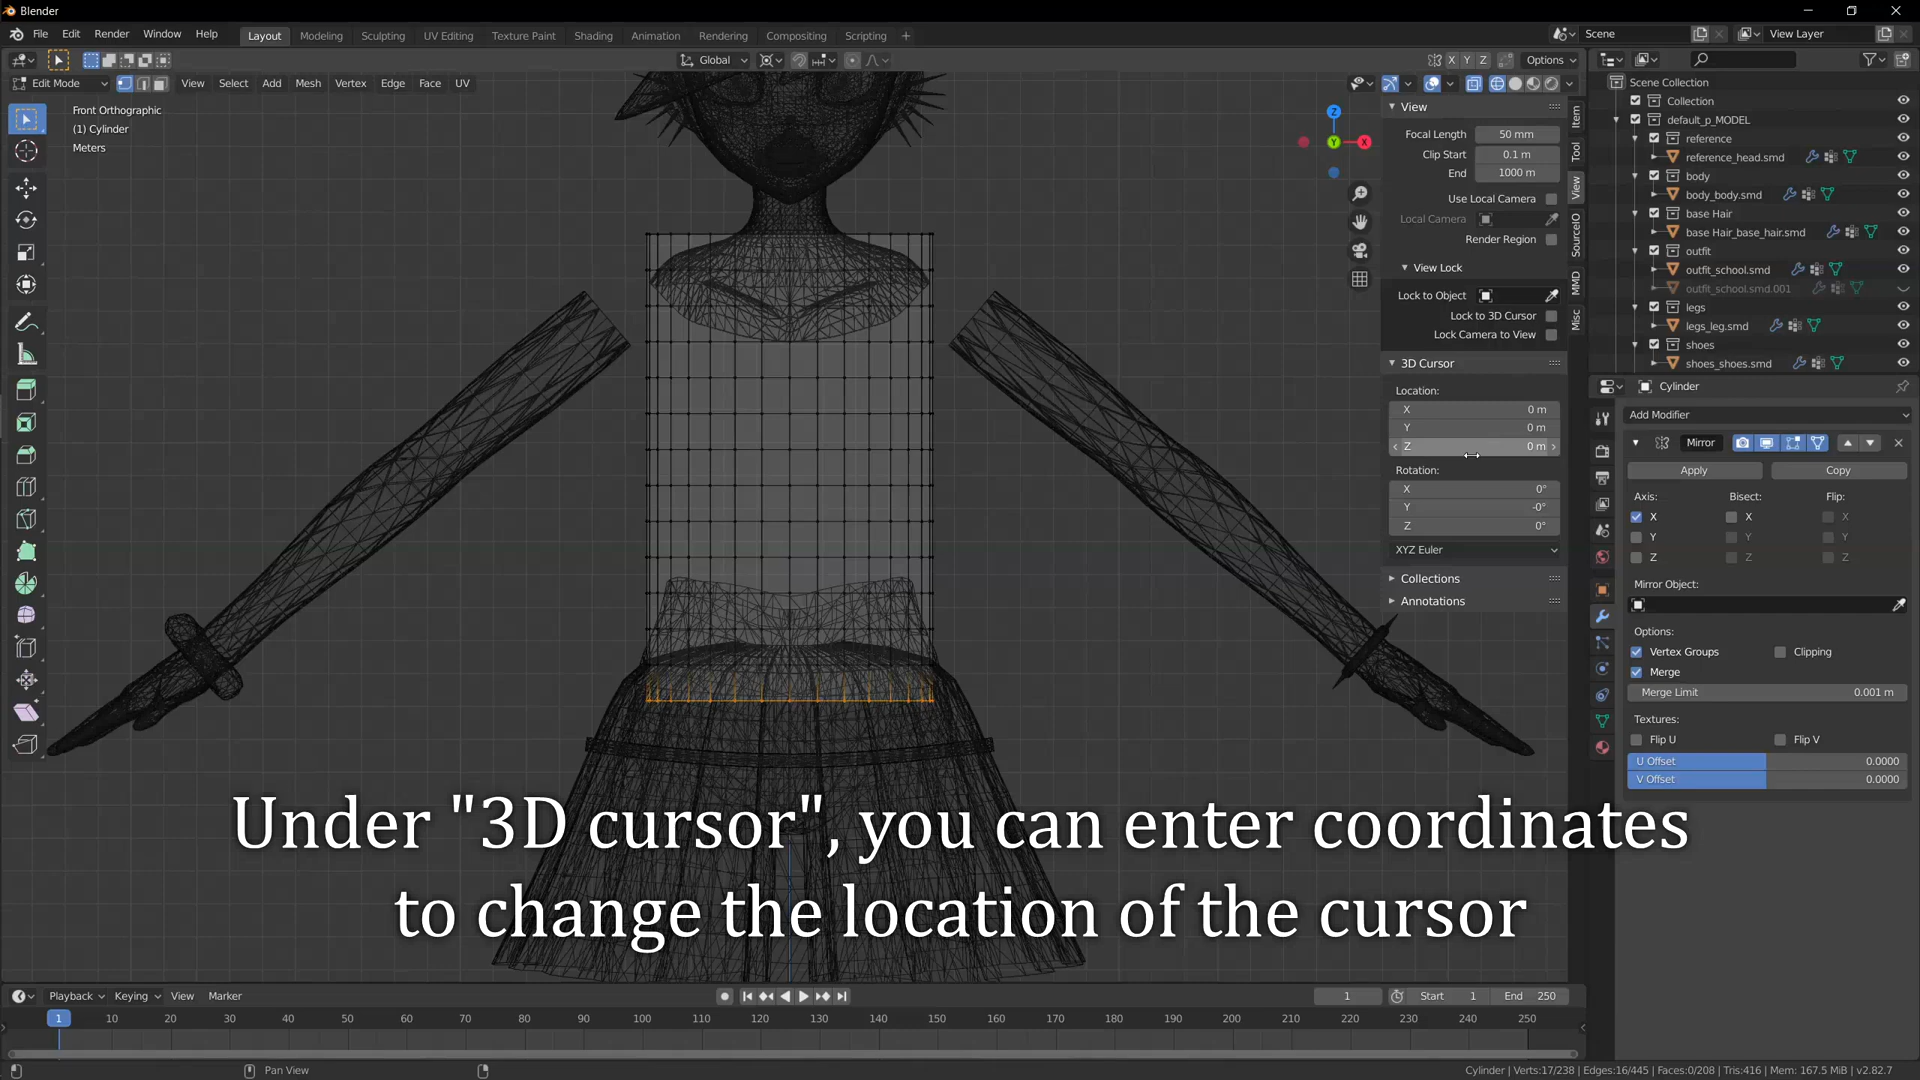 Blender
File Edit Render Window Help
Layout Modeling Sculpting UV Editing Texture Paint Shading Animation Rendering Compositing Scripting +
Scene
View Layer
Global
X Y Z
Options
Edit Mode
View Select Add Mesh Vertex Edge Face UV
Front Orthographic
(1) Cylinder
Meters
Z
Y
X
View
Focal Length 50 mm
Clip Start 0.1 m
End 1000 m
Use Local Camera
Local Camera
Render Region
View Lock
Lock to Object
Lock to 3D Cursor
Lock Camera to View
3D Cursor
Location:
X 0 m
Y 0 m
Z 0 m
Rotation:
X 0°
Y -0°
Z 0°
XYZ Euler
Collections
Annotations
Item
Tool
View
SourceIO
MMD
Misc
Scene Collection
Collection
default_p_MODEL
reference
reference_head.smd
body
body_body.smd
base Hair
base Hair_base_hair.smd
outfit
outfit_school.smd
outfit_school.smd.001
legs
legs_leg.smd
shoes
shoes_shoes.smd
Cylinder
Add Modifier
Mirror
Apply Copy
Axis: Bisect: Flip:
X X X
Y Y Y
Z Z Z
Mirror Object:
Options:
Vertex Groups Clipping
Merge
Merge Limit 0.001 m
Textures:
Flip U Flip V
U Offset 0.0000
V Offset 0.0000
Under "3D cursor", you can enter coordinates
to change the location of the cursor
Playback Keying View Marker
1 Start 1 End 250
1 10 20 30 40 50 60 70 80 90 100 110 120 130 140 150 160 170 180 190 200 210 220 230 240 250
Pan View
Cylinder | Verts:17/238 | Edges:16/445 | Faces:0/208 | Tris:416 | Mem: 167.5 MiB | v2.82.7